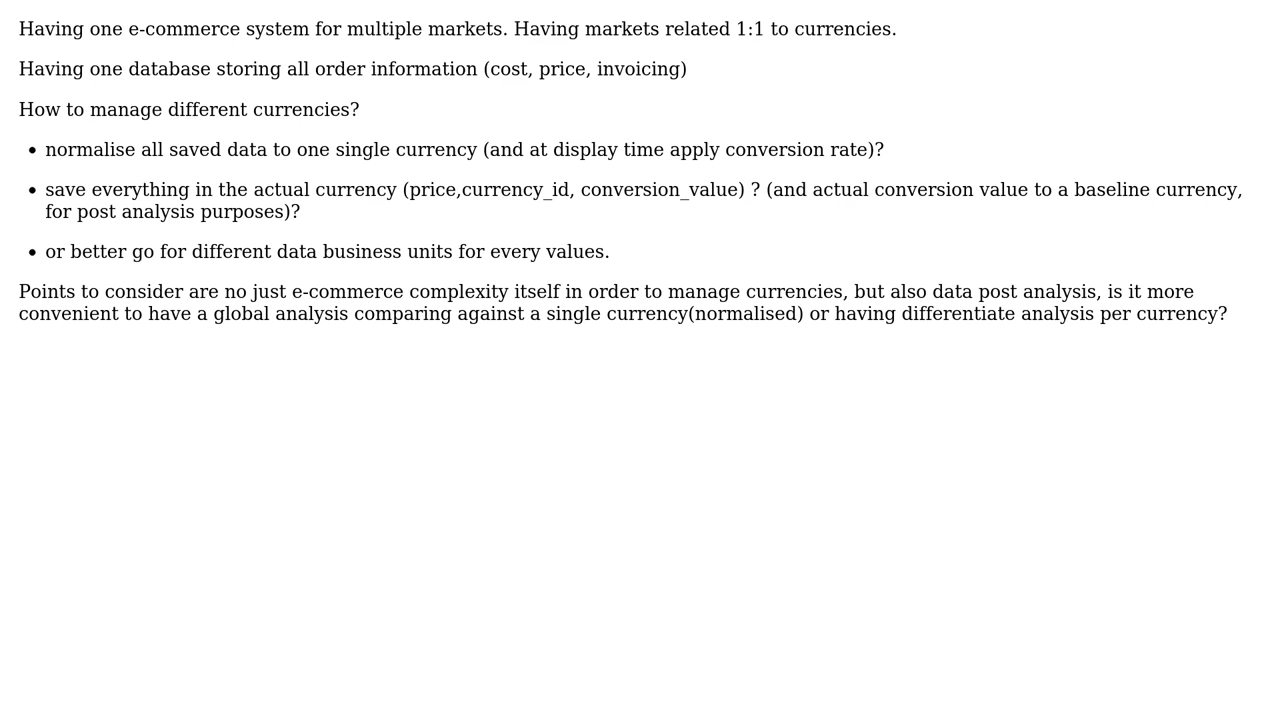 Having one e-commerce system for multiple markets. Having markets related 1:1 to currencies.
Having one database storing all order information (cost, price, invoicing)
How to manage different currencies?
• normalise all saved data to one single currency (and at display time apply conversion rate)?
• save everything in the actual currency (price,currency_id, conversion_value) ? (and actual conversion value to a baseline currency,
for post analysis purposes)?
• or better go for different data business units for every values.
Points to consider are no just e-commerce complexity itself in order to manage currencies, but also data post analysis, is it more
convenient to have a global analysis comparing against a single currency(normalised) or having differentiate analysis per currency?